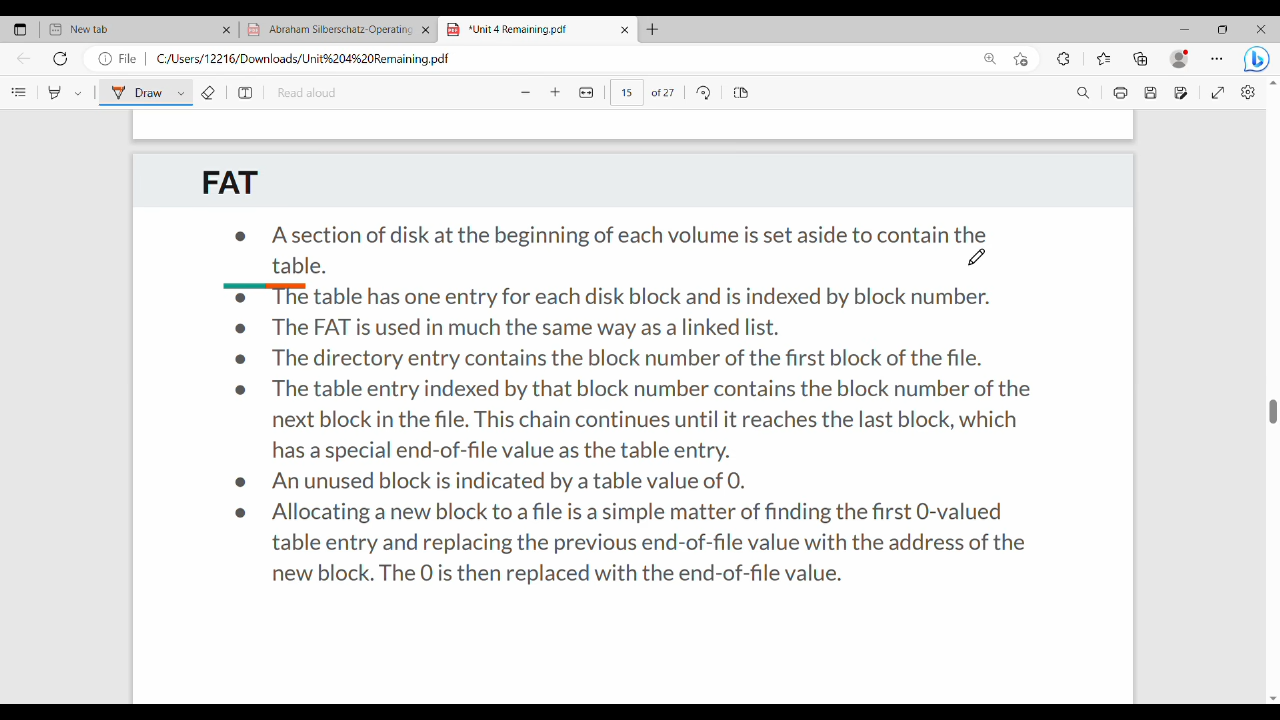 New tab
Abraham Silberschatz-Operating
*Unit 4 Remaining.pdf
File
C:/Users/12216/Downloads/Unit%204%20Remaining.pdf
Draw
Read aloud
15
of 27
FAT
● A section of disk at the beginning of each volume is set aside to contain the
table.
● The table has one entry for each disk block and is indexed by block number.
● The FAT is used in much the same way as a linked list.
● The directory entry contains the block number of the first block of the file.
● The table entry indexed by that block number contains the block number of the
next block in the file. This chain continues until it reaches the last block, which
has a special end-of-file value as the table entry.
● An unused block is indicated by a table value of 0.
● Allocating a new block to a file is a simple matter of finding the first 0-valued
table entry and replacing the previous end-of-file value with the address of the
new block. The 0 is then replaced with the end-of-file value.